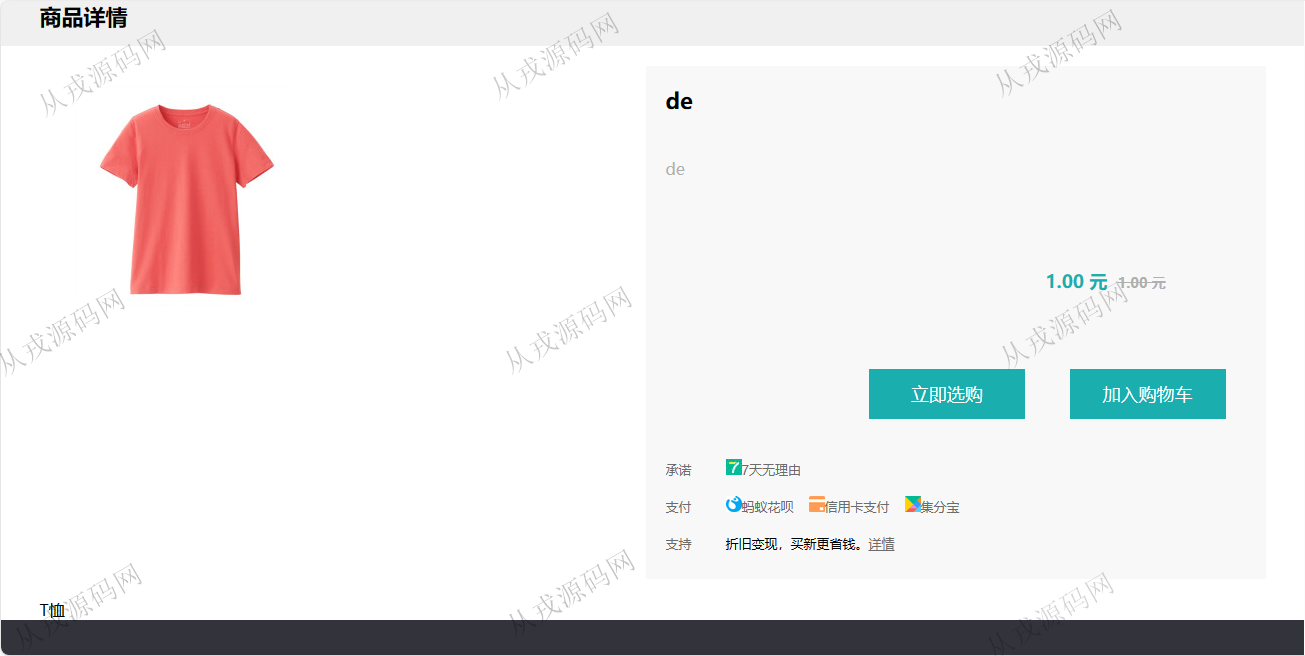 商品详情
从戎源码网
从戎源码网
从戎源码网
de
de
1.00 元 1.00 元
从戎源码网
从戎源码网
从戎源码网
立即选购 加入购物车
承诺 7 7天无理由
支付 蚂蚁花呗 信用卡支付 集分宝
支持 折旧变现，买新更省钱。详情
从戎源码网
从戎源码网
从戎源码网
T恤